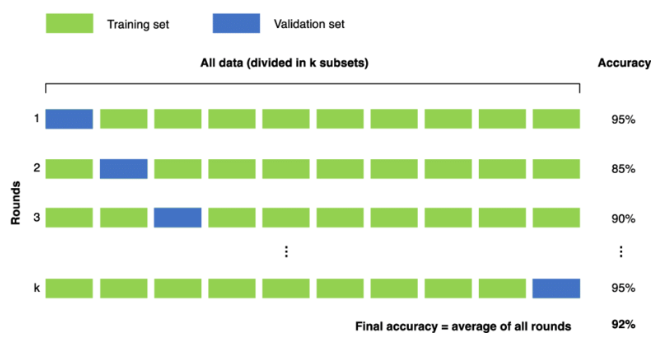 Training set
Validation set
All data (divided in k subsets)
Accuracy
Rounds
1
95%
2
85%
3
90%
⋮
⋮
k
95%
Final accuracy = average of all rounds
92%